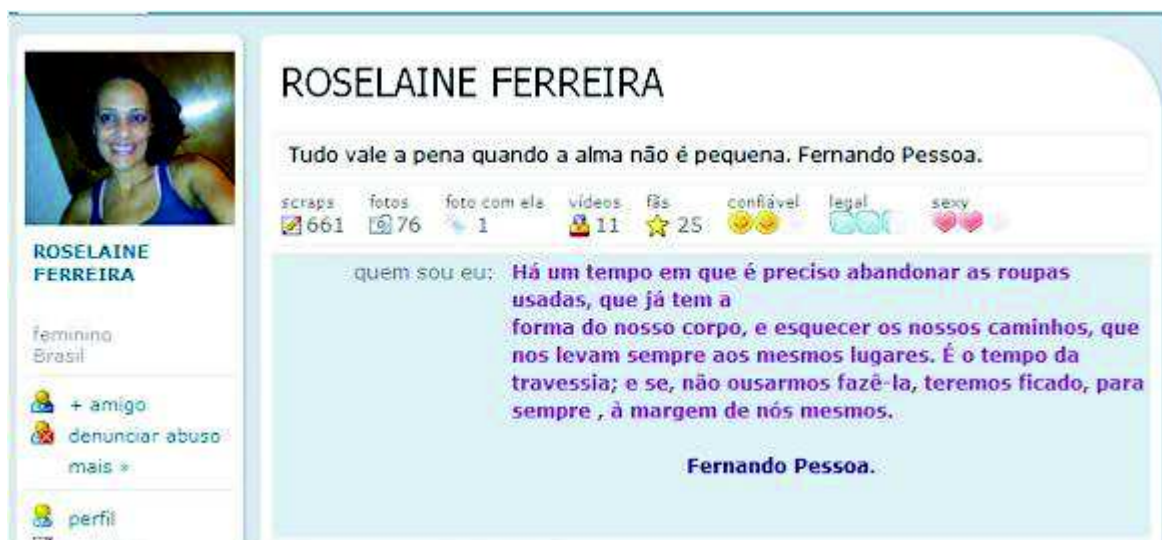 ROSELAINE FERREIRA
Tudo vale a pena quando a alma não é pequena. Fernando Pessoa.
scraps fotos foto com ela vídeos fãs confiável legal sexy
661 76 1 11 25
ROSELAINE
FERREIRA
feminino
Brasil
+ amigo
denunciar abuso
mais »
perfil
quem sou eu: Há um tempo em que é preciso abandonar as roupas
usadas, que já tem a
forma do nosso corpo, e esquecer os nossos caminhos, que
nos levam sempre aos mesmos lugares. É o tempo da
travessia; e se, não ousarmos fazê-la, teremos ficado, para
sempre , à margem de nós mesmos.
Fernando Pessoa.